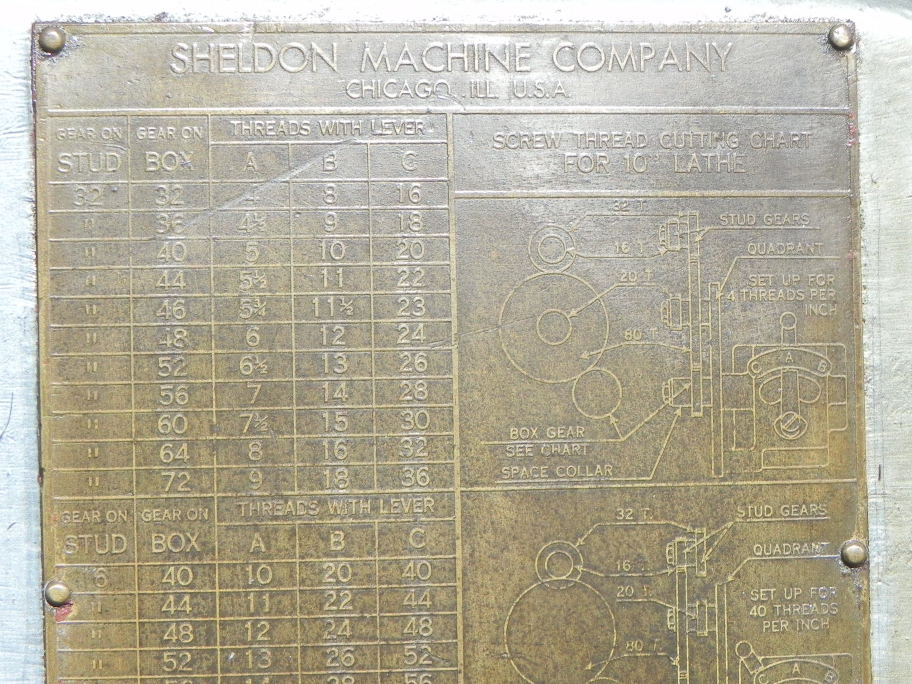 SHELDON MACHINE COMPANY
CHICAGO, ILL. U.S.A.
GEAR ON GEAR ON THREADS WITH LEVER
STUD BOX A B C
32 32 4 8 16
" 36 4½ 9 18
" 40 5 10 20
" 44 5½ 11 22
" 46 5¾ 11½ 23
" 48 6 12 24
" 52 6½ 13 26
" 56 7 14 28
" 60 7½ 15 30
" 64 8 16 32
" 72 9 18 36
GEAR ON GEAR ON THREADS WITH LEVER
STUD BOX A B C
16 40 10 20 40
" 44 11 22 44
" 48 12 24 48
" 52 13 26 52
28 56
SCREW THREAD CUTTING CHART
FOR 10" LATHE
32 T. STUD GEARS
16 T. QUADRANT
20 T. SET UP FOR
4 THREADS PER
INCH
80 T.
A B
BOX GEAR
SEE CHART
SPACE COLLAR
32 T. STUD GEARS
16 T. QUADRANT
20 T. SET UP FOR
40 THREADS
PER INCH
80 T.
A B